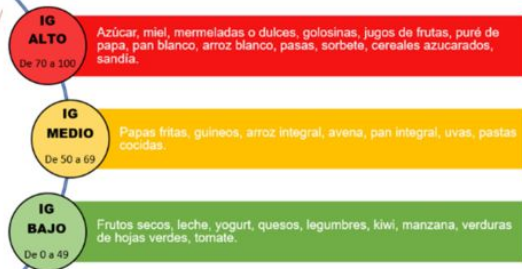 IG
ALTO
De 70 a 100
Azúcar, miel, mermeladas o dulces, golosinas, jugos de frutas, puré de
papa, pan blanco, arroz blanco, pasas, sorbete, cereales azucarados,
sandía.
IG
MEDIO
De 50 a 69
Papas fritas, guineos, arroz integral, avena, pan integral, uvas, pastas
cocidas.
IG
BAJO
De 0 a 49
Frutos secos, leche, yogurt, quesos, legumbres, kiwi, manzana, verduras
de hojas verdes, tomate.